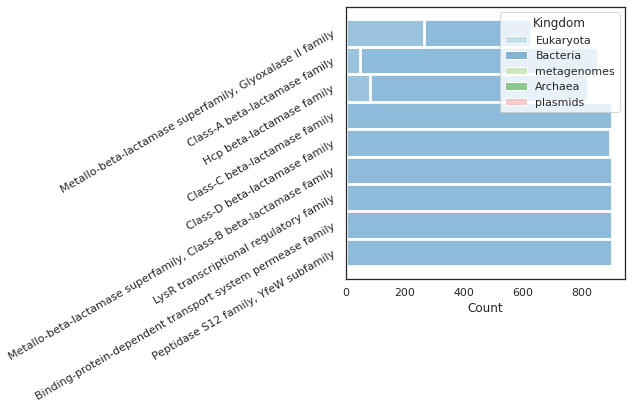 Kingdom
Eukaryota
Bacteria
metagenomes
Archaea
plasmids
Metallo-beta-lactamase superfamily, Glyoxalase II family
Class-A beta-lactamase family
Hcp beta-lactamase family
Class-C beta-lactamase family
Class-D beta-lactamase family
Metallo-beta-lactamase superfamily, Class-B beta-lactamase family
LysR transcriptional regulatory family
Binding-protein-dependent transport system permease family
Peptidase S12 family, YfeW subfamily
0 200 400 600 800
Count